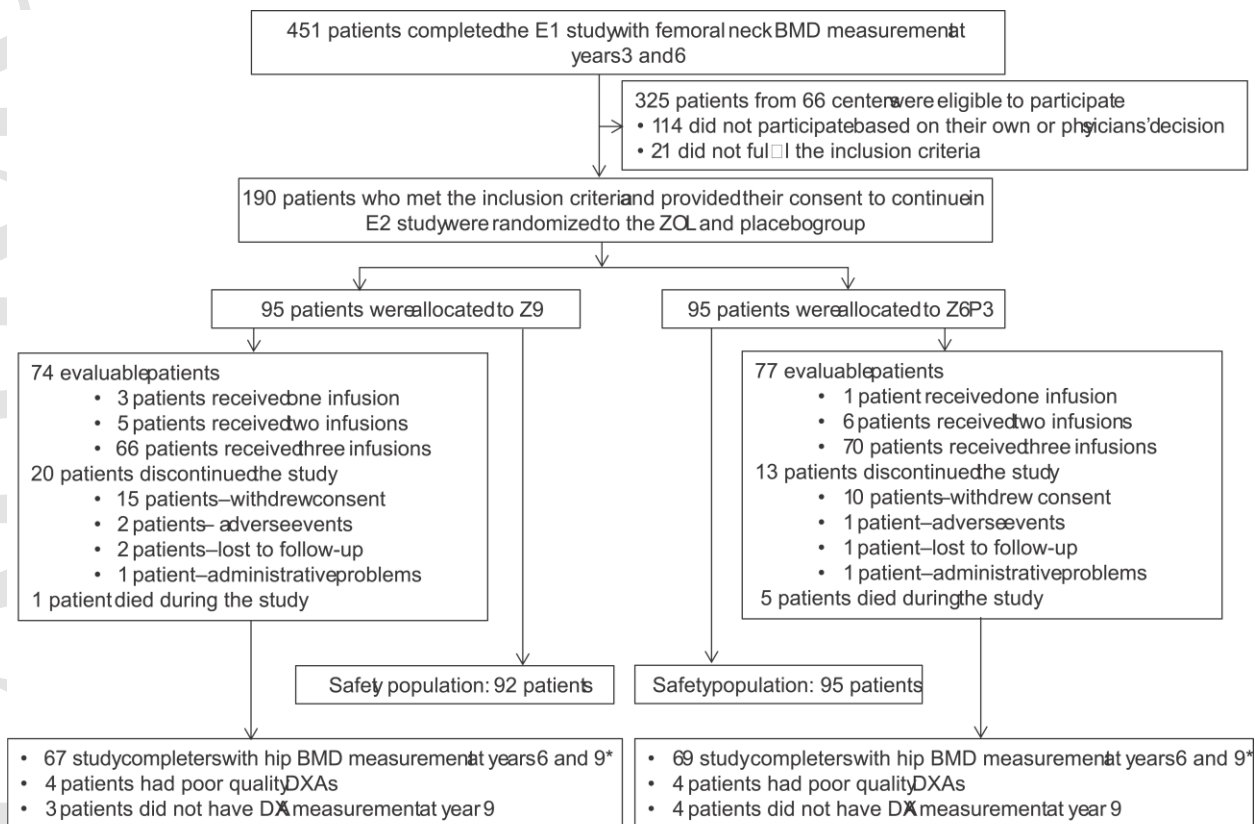 451 patients completed the E1 study with femoral neck BMD measurement at
years 3 and 6
325 patients from 66 centers were eligible to participate
• 114 did not participate based on their own or physicians' decision
• 21 did not ful□l the inclusion criteria
190 patients who met the inclusion criteria and provided their consent to continue in
E2 study were randomized to the ZOL and placebo group
95 patients were allocated to Z9
95 patients were allocated to Z6P3
74 evaluable patients
• 3 patients received one infusion
• 5 patients received two infusions
• 66 patients received three infusions
20 patients discontinued the study
• 15 patients–withdrew consent
• 2 patients– adverse events
• 2 patients–lost to follow-up
• 1 patient–administrative problems
1 patient died during the study
77 evaluable patients
• 1 patient received one infusion
• 6 patients received two infusions
• 70 patients received three infusions
13 patients discontinued the study
• 10 patients–withdrew consent
• 1 patient–adverse events
• 1 patient–lost to follow-up
• 1 patient–administrative problems
5 patients died during the study
Safety population: 92 patients
Safety population: 95 patients
• 67 study completers with hip BMD measurement at years 6 and 9*
• 4 patients had poor quality DXAs
• 3 patients did not have DXA measurement at year 9
• 69 study completers with hip BMD measurement at years 6 and 9*
• 4 patients had poor quality DXAs
• 4 patients did not have DXA measurement at year 9